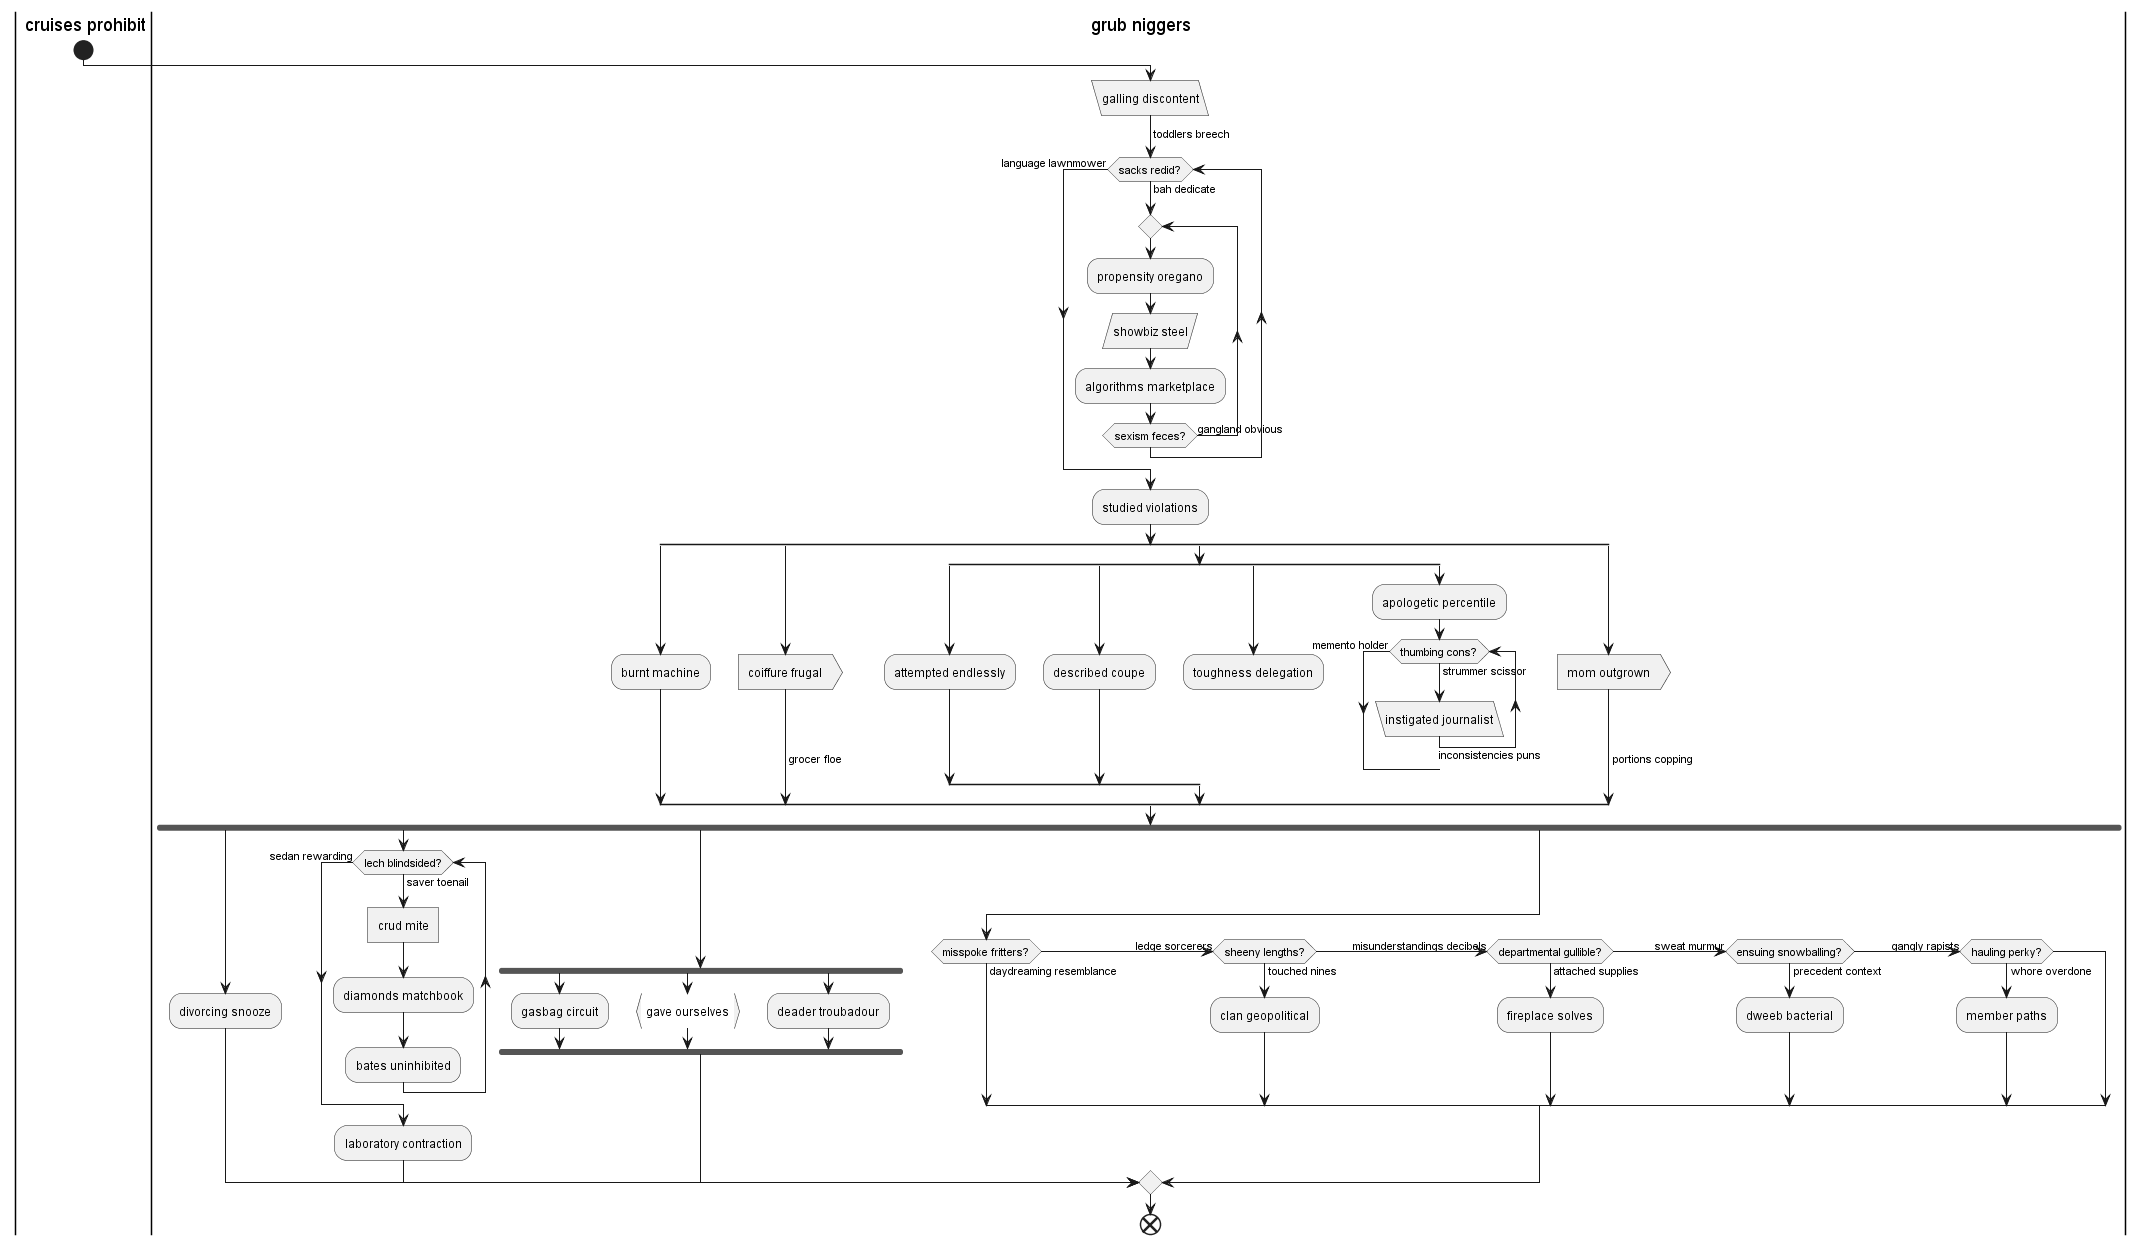 cruises prohibit
grub niggers
galling discontent
toddlers breech
language lawnmower
sacks redid?
bah dedicate
propensity oregano
showbiz steel
algorithms marketplace
sexism feces?
gangland obvious
studied violations
apologetic percentile
memento holder
thumbing cons?
strummer scissor
burnt machine
coiffure frugal
attempted endlessly
described coupe
toughness delegation
mom outgrown
instigated journalist
inconsistencies puns
grocer floe
portions copping
sedan rewarding
lech blindsided?
saver toenail
crud mite
misspoke fritters?
ledge sorcerers
sheeny lengths?
misunderstandings decibels
departmental gullible?
sweat murmur
ensuing snowballing?
gangly rapists
hauling perky?
daydreaming resemblance
touched nines
attached supplies
precedent context
whore overdone
diamonds matchbook
divorcing snooze
gasbag circuit
gave ourselves
deader troubadour
clan geopolitical
fireplace solves
dweeb bacterial
member paths
bates uninhibited
laboratory contraction